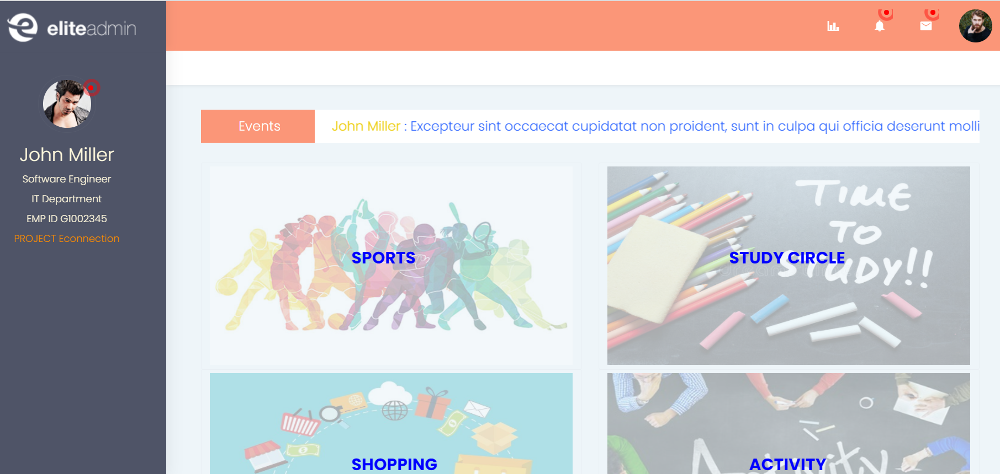 eliteadmin
John Miller
Software Engineer
IT Department
EMP ID G1002345
PROJECT Econnection
Events
John Miller : Excepteur sint occaecat cupidatat non proident, sunt in culpa qui officia deserunt molli
SPORTS
TIME
TO
STUDY!!
STUDY CIRCLE
SHOPPING
Activity
ACTIVITY